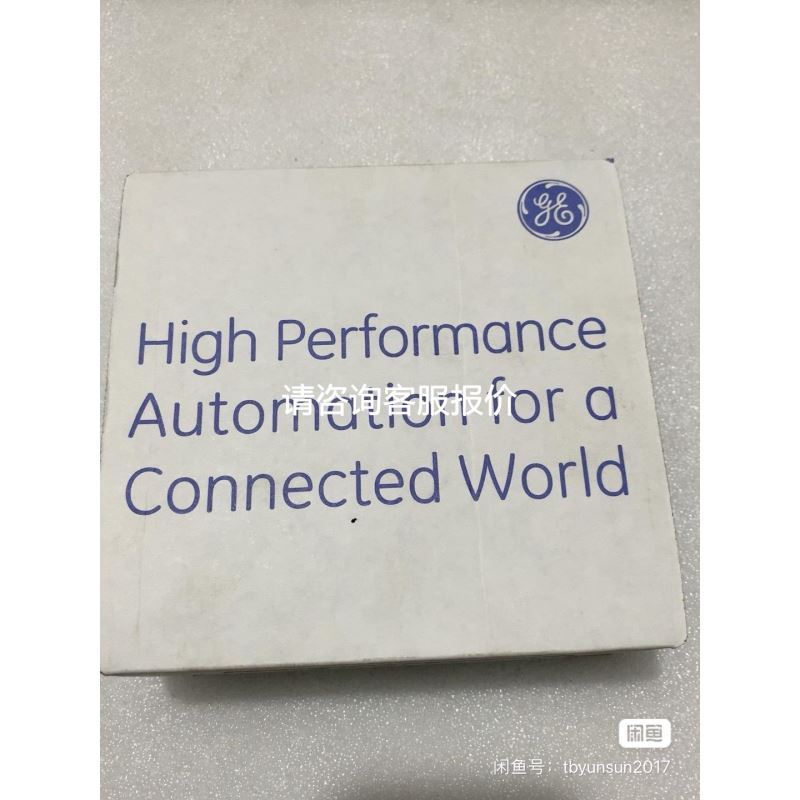 GE
High Performance
Automation for a
请咨询客服报价
Connected World
闲鱼
闲鱼号：tbyunsun2017